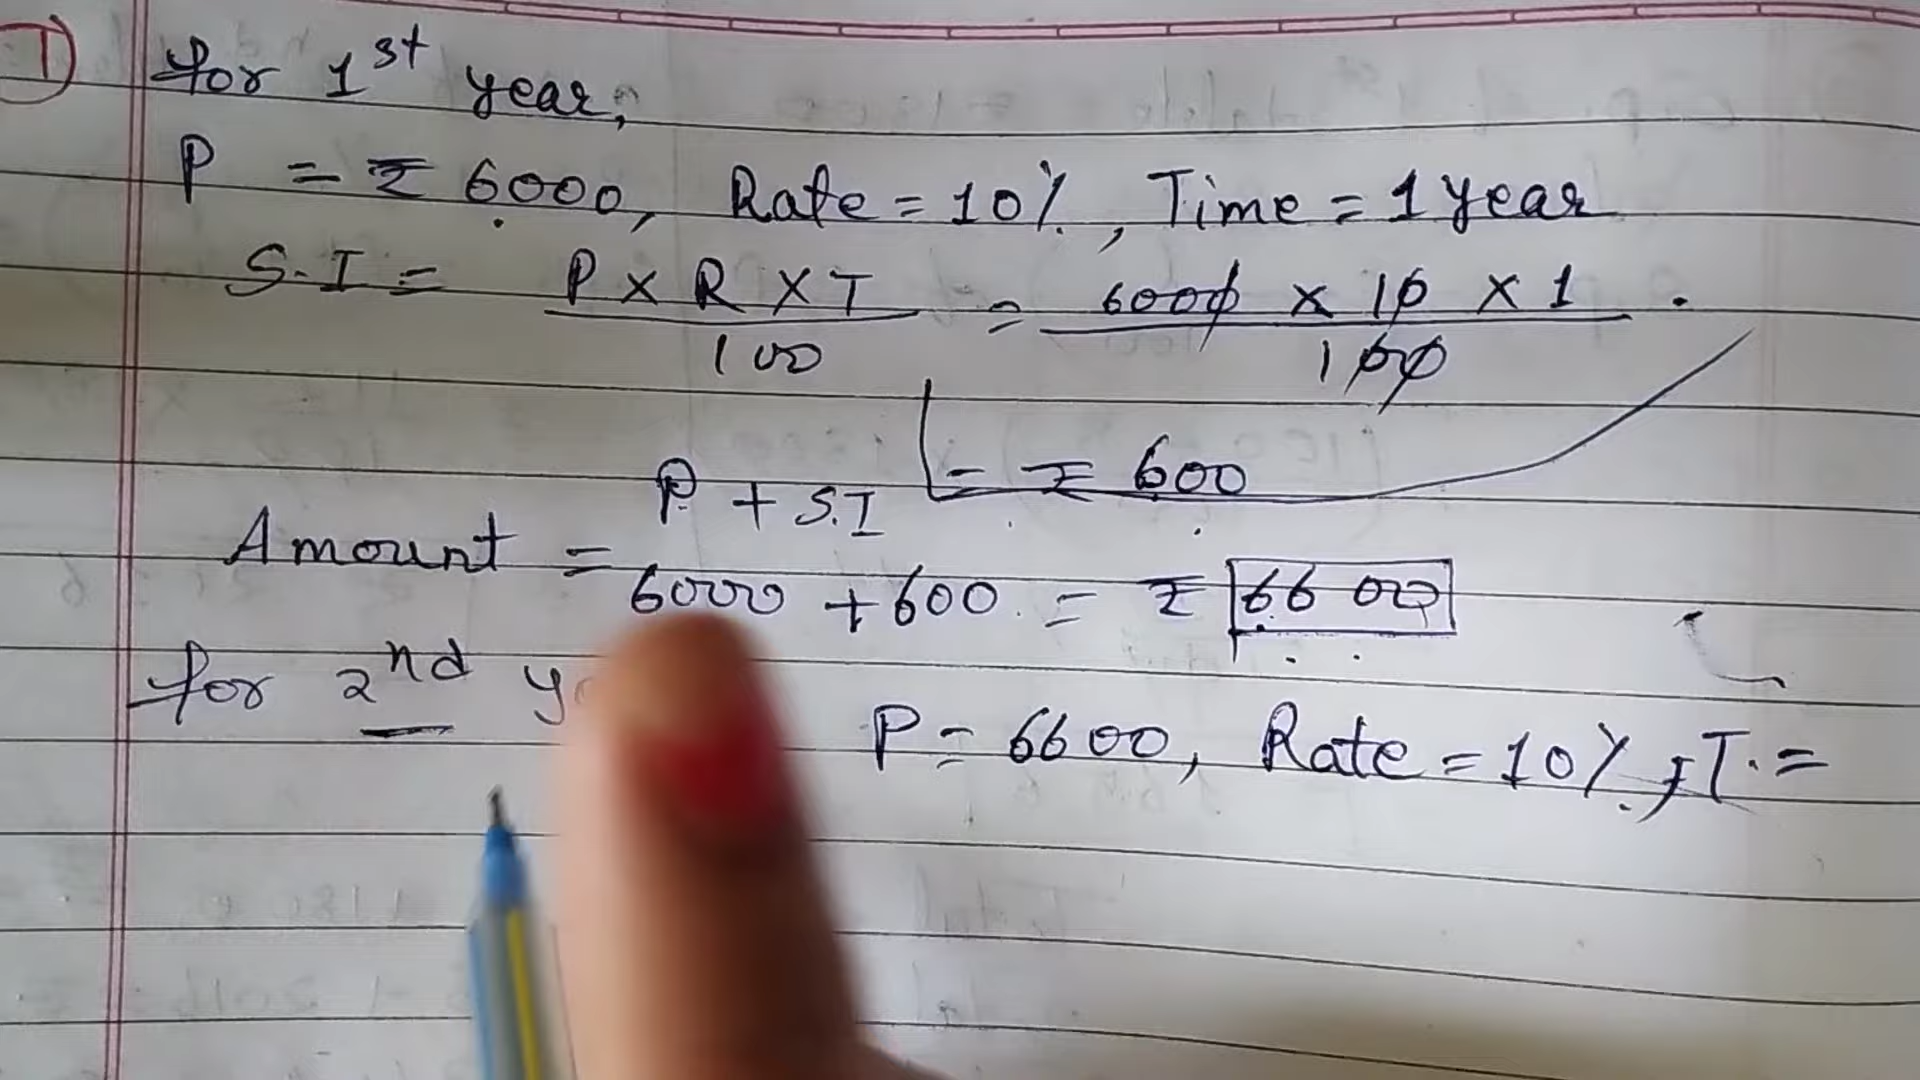 1
for 1st year,
P = ₹ 6000, Rate = 10%, Time = 1 year
S.I = P X R X T / 100 = 6000 x 10 x 1 / 100
= ₹ 600
P + S.I
Amount = 6000 + 600 = ₹ 6600
for 2nd P = 6600, Rate = 10%, T. =